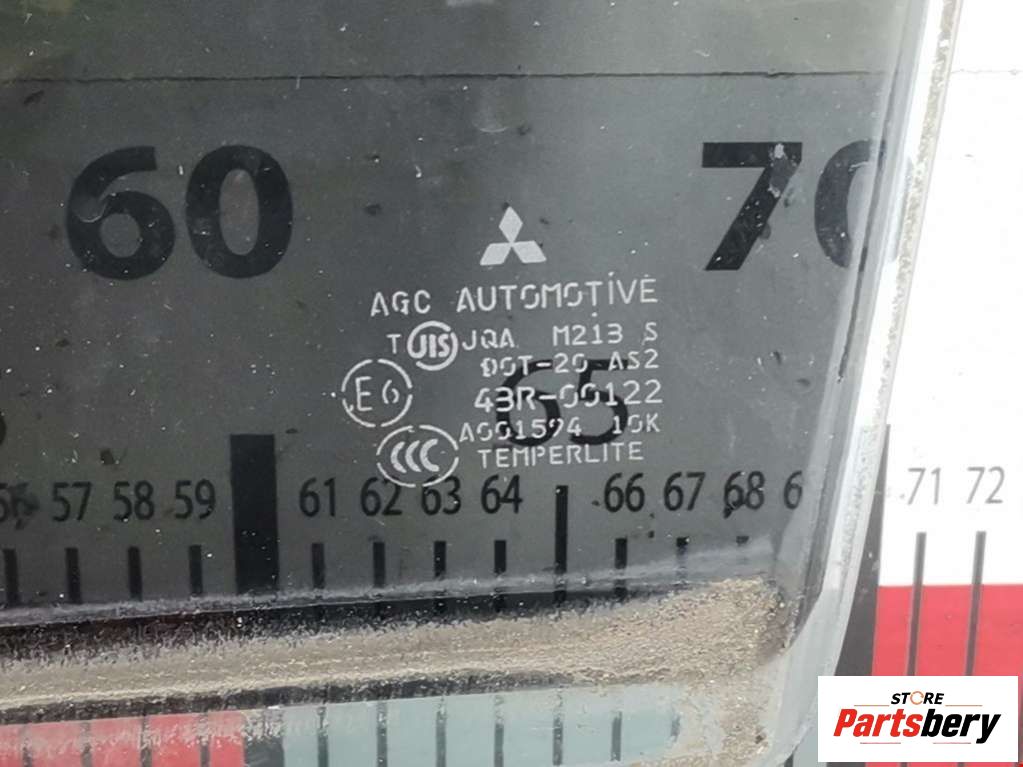 60 70
AGC AUTOMOTIVE
T JIS JQA M213 S
DOT-20 AS2
E6 43R-00122
65
A001594 10K
CCC TEMPERLITE
57 58 59 61 62 63 64 66 67 68 71 72
STORE
Partsbery